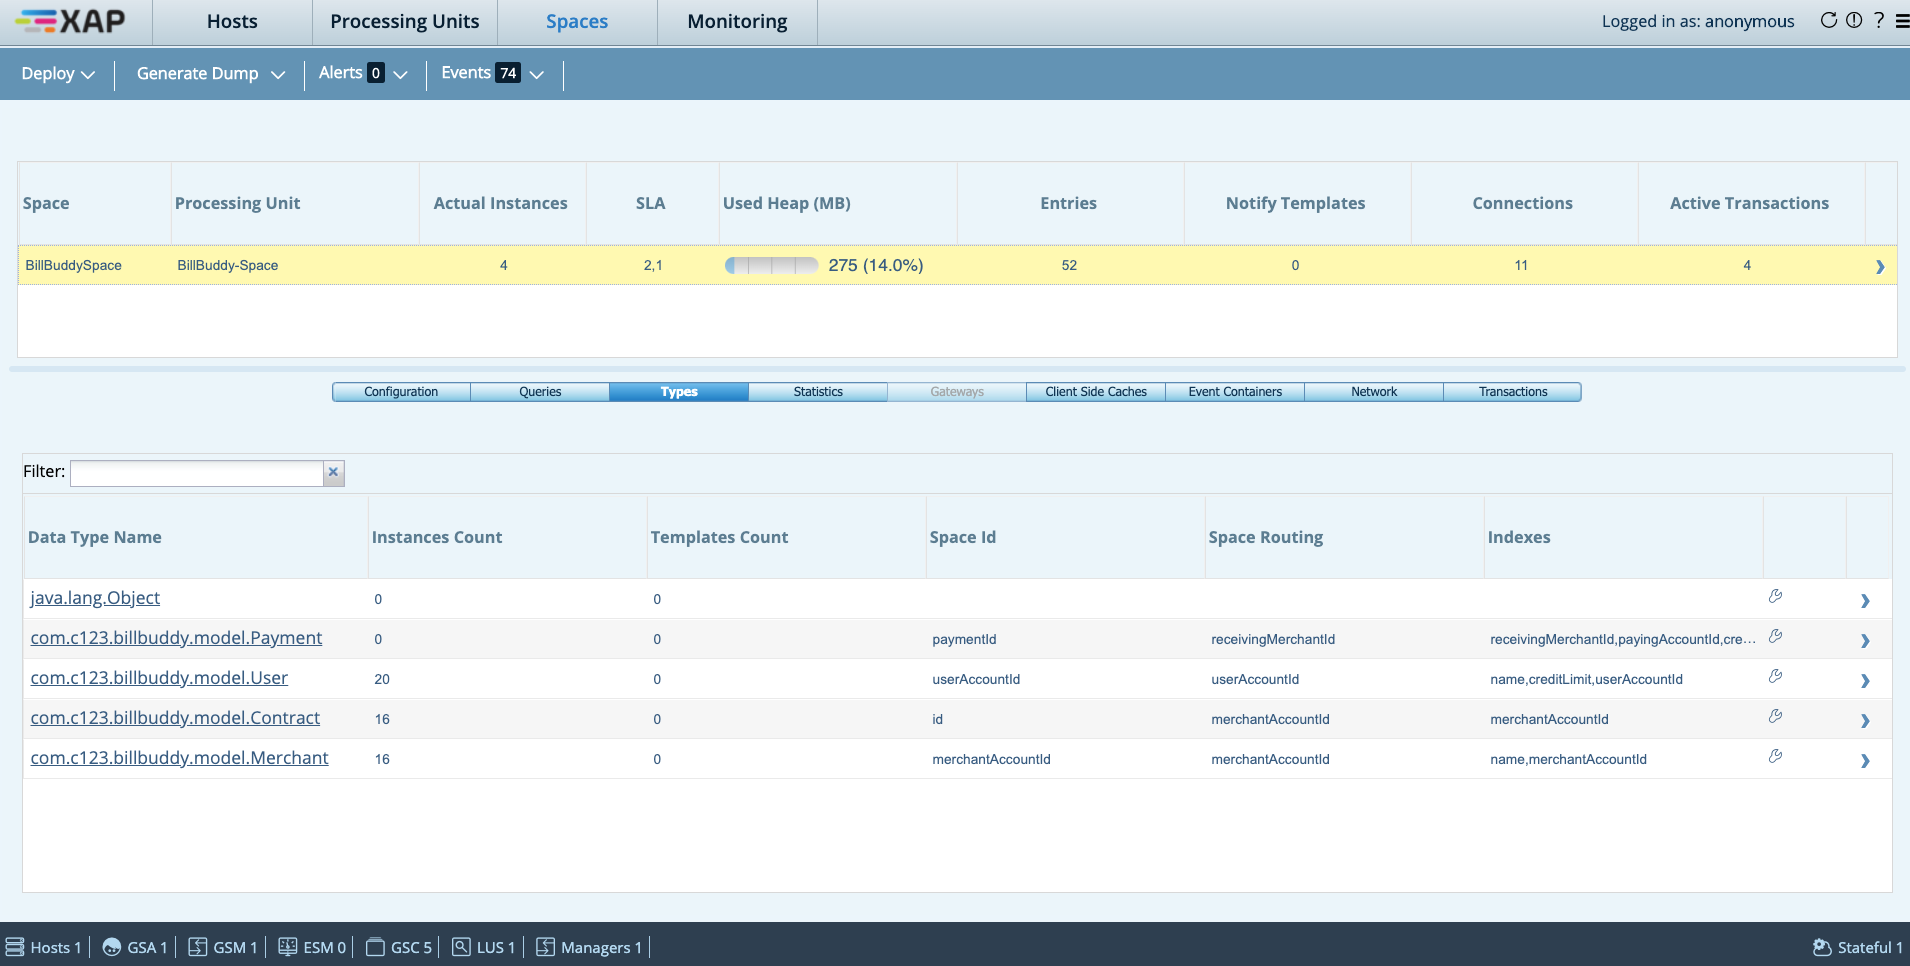 XAP Hosts Processing Units Spaces Monitoring Logged in as: anonymous ?
Deploy Generate Dump Alerts 0 Events 74
Space Processing Unit Actual Instances SLA Used Heap (MB) Entries Notify Templates Connections Active Transactions
BillBuddySpace BillBuddy-Space 4 2,1 275 (14.0%) 52 0 11 4
Configuration Queries Types Statistics Gateways Client Side Caches Event Containers Network Transactions
Filter:
Data Type Name Instances Count Templates Count Space Id Space Routing Indexes
java.lang.Object 0 0
com.c123.billbuddy.model.Payment 0 0 paymentId receivingMerchantId receivingMerchantId,payingAccountId,cre...
com.c123.billbuddy.model.User 20 0 userAccountId userAccountId name,creditLimit,userAccountId
com.c123.billbuddy.model.Contract 16 0 id merchantAccountId merchantAccountId
com.c123.billbuddy.model.Merchant 16 0 merchantAccountId merchantAccountId name,merchantAccountId
Hosts 1 GSA 1 GSM 1 ESM 0 GSC 5 LUS 1 Managers 1 Stateful 1